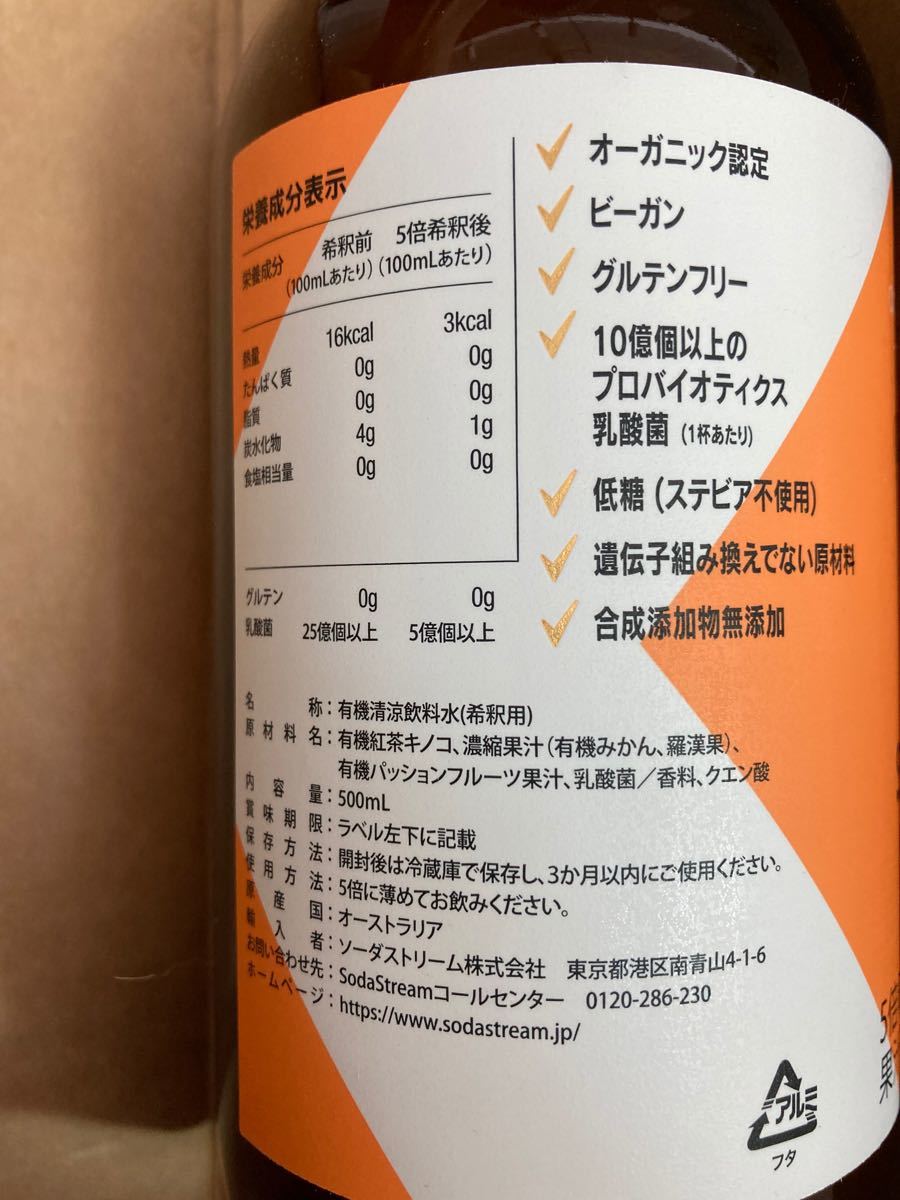 栄養成分表示
栄養成分 希釈前 5倍希釈後
(100mLあたり) (100mLあたり)
熱量 16kcal 3kcal
たんぱく質 0g 0g
脂質 0g 0g
炭水化物 4g 1g
食塩相当量 0g 0g
グルテン 0g 0g
乳酸菌 25億個以上 5億個以上
オーガニック認定
ビーガン
グルテンフリー
10億個以上の
プロバイオティクス
乳酸菌 (1杯あたり)
低糖 (ステビア不使用)
遺伝子組み換えでない原材料
合成添加物無添加
名称:有機清涼飲料水(希釈用)
原材料名:有機紅茶キノコ、濃縮果汁(有機みかん、羅漢果)、
有機パッションフルーツ果汁、乳酸菌/香料、クエン酸
内容量:500mL
賞味期限:ラベル左下に記載
保存方法:開封後は冷蔵庫で保存し、3か月以内にご使用ください。
使用方法:5倍に薄めてお飲みください。
原産国:オーストラリア
輸入者:ソーダストリーム株式会社 東京都港区南青山4-1-6
お問い合わせ先:SodaStreamコールセンター 0120-286-230
ホームページ:https://www.sodastream.jp/
アルミ
フタ
5倍
果